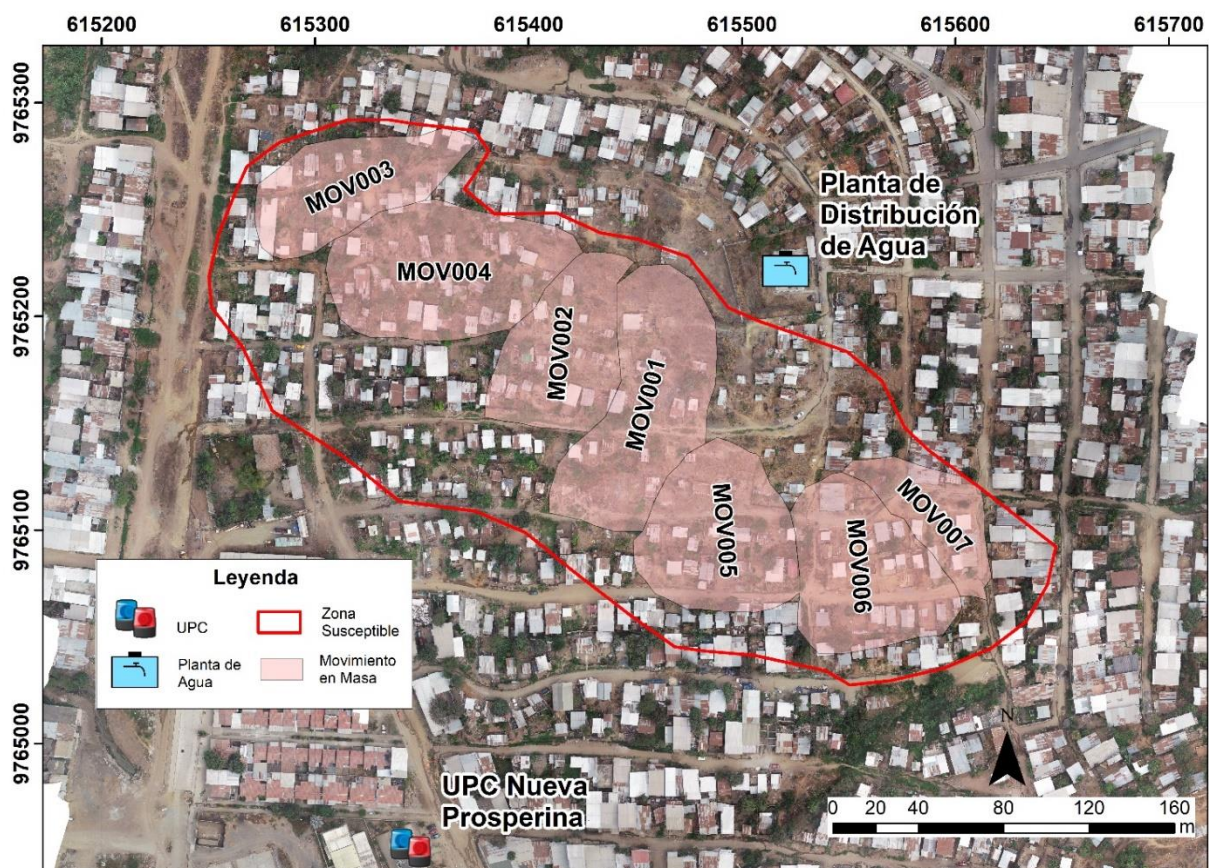 615200 615300 615400 615500 615600 615700
9765300
9765200
9765100
9765000
MOV003
MOV004
MOV002
MOV001
MOV005
MOV006
MOV007
Planta de
Distribución
de Agua
Leyenda
UPC
Zona
Susceptible
Planta de
Agua
Movimiento
en Masa
UPC Nueva
Prosperina
N
0 20 40 80 120 160
m